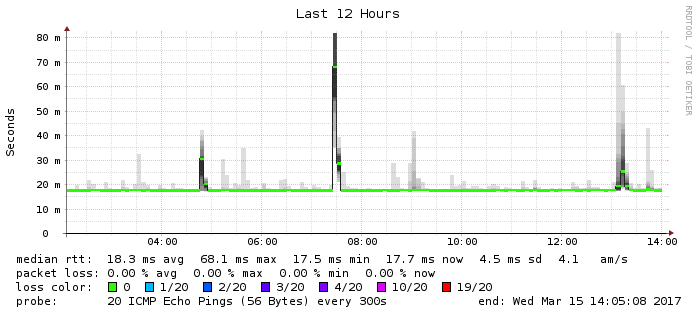 Last 12 Hours
RRDTOOL / TOBI OETIKER
Seconds
80 m
70 m
60 m
50 m
40 m
30 m
20 m
10 m
0
04:00 06:00 08:00 10:00 12:00 14:00
median rtt: 18.3 ms avg 68.1 ms max 17.5 ms min 17.7 ms now 4.5 ms sd 4.1 am/s
packet loss: 0.00 % avg 0.00 % max 0.00 % min 0.00 % now
loss color: 0 1/20 2/20 3/20 4/20 10/20 19/20
probe: 20 ICMP Echo Pings (56 Bytes) every 300s end: Wed Mar 15 14:05:08 2017